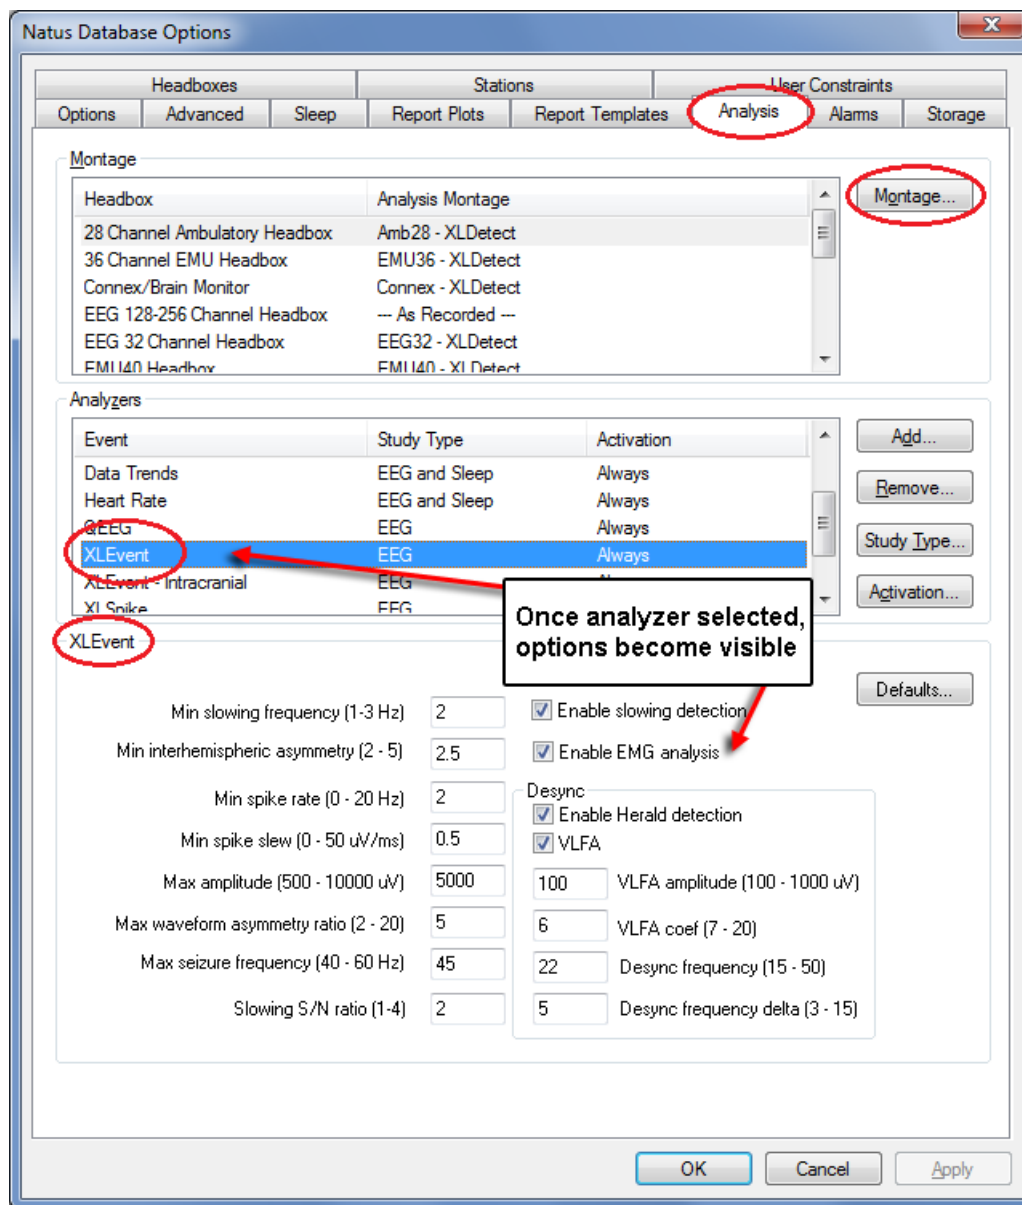 Natus Database Options
Headboxes Stations User Constraints
Options Advanced Sleep Report Plots Report Templates Analysis Alarms Storage
Montage
Headbox Analysis Montage Montage...
28 Channel Ambulatory Headbox Amb28 - XLDetect
36 Channel EMU Headbox EMU36 - XLDetect
Connex/Brain Monitor Connex - XLDetect
EEG 128-256 Channel Headbox --- As Recorded ---
EEG 32 Channel Headbox EEG32 - XLDetect
EMU40 Headbox EMU40 - XLDetect
Analyzers
Event Study Type Activation Add...
Data Trends EEG and Sleep Always
Heart Rate EEG and Sleep Always Remove...
QEEG EEG Always
XLEvent EEG Always Study Type...
XLEvent - Intracranial EEG
XLSpike EEG Activation...
Once analyzer selected,
options become visible
XLEvent
Defaults...
Min slowing frequency (1-3 Hz) 2 Enable slowing detection
Min interhemispheric asymmetry (2 - 5) 2.5 Enable EMG analysis
Min spike rate (0 - 20 Hz) 2 Desync
Enable Herald detection
Min spike slew (0 - 50 uV/ms) 0.5 VLFA
Max amplitude (500 - 10000 uV) 5000 100 VLFA amplitude (100 - 1000 uV)
Max waveform asymmetry ratio (2 - 20) 5 6 VLFA coef (7 - 20)
Max seizure frequency (40 - 60 Hz) 45 22 Desync frequency (15 - 50)
Slowing S/N ratio (1-4) 2 5 Desync frequency delta (3 - 15)
OK Cancel Apply